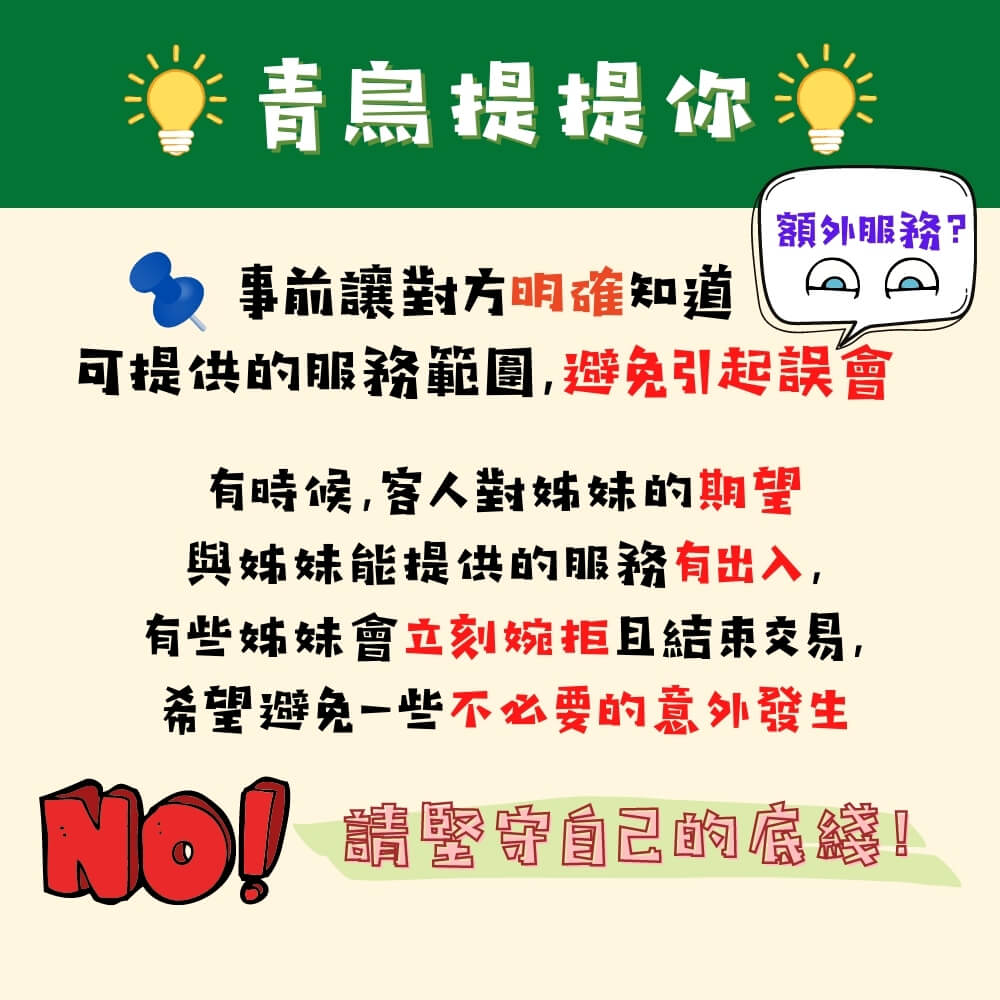 青鳥提提你
額外服務?
事前讓對方明確知道
可提供的服務範圍,避免引起誤會
有時候,客人對姊妹的期望
與姊妹能提供的服務有出入,
有些姊妹會立刻婉拒且結束交易,
希望避免一些不必要的意外發生
NO!
請堅守自己的底綫!